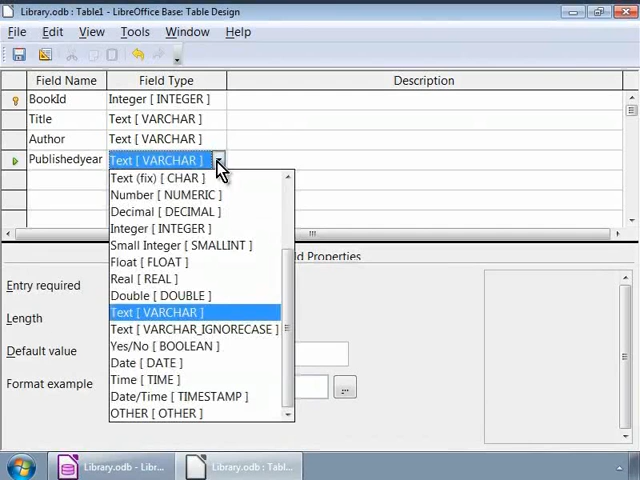 Library.odb : Table1 - LibreOffice Base: Table Design
File Edit View Tools Window Help
Field Name Field Type Description
BookId Integer [ INTEGER ]
Title Text [ VARCHAR ]
Author Text [ VARCHAR ]
Publishedyear Text [ VARCHAR ]
Text (fix) [ CHAR ]
Number [ NUMERIC ]
Decimal [ DECIMAL ]
Integer [ INTEGER ]
Small Integer [ SMALLINT ]
Float [ FLOAT ]
Real [ REAL ]
Double [ DOUBLE ]
Text [ VARCHAR ]
Text [ VARCHAR_IGNORECASE ]
Yes/No [ BOOLEAN ]
Date [ DATE ]
Time [ TIME ]
Date/Time [ TIMESTAMP ]
OTHER [ OTHER ]
ld Properties
Entry required
Length
Default value
Format example
...
Library.odb - Libr...
Library.odb : Tabl...